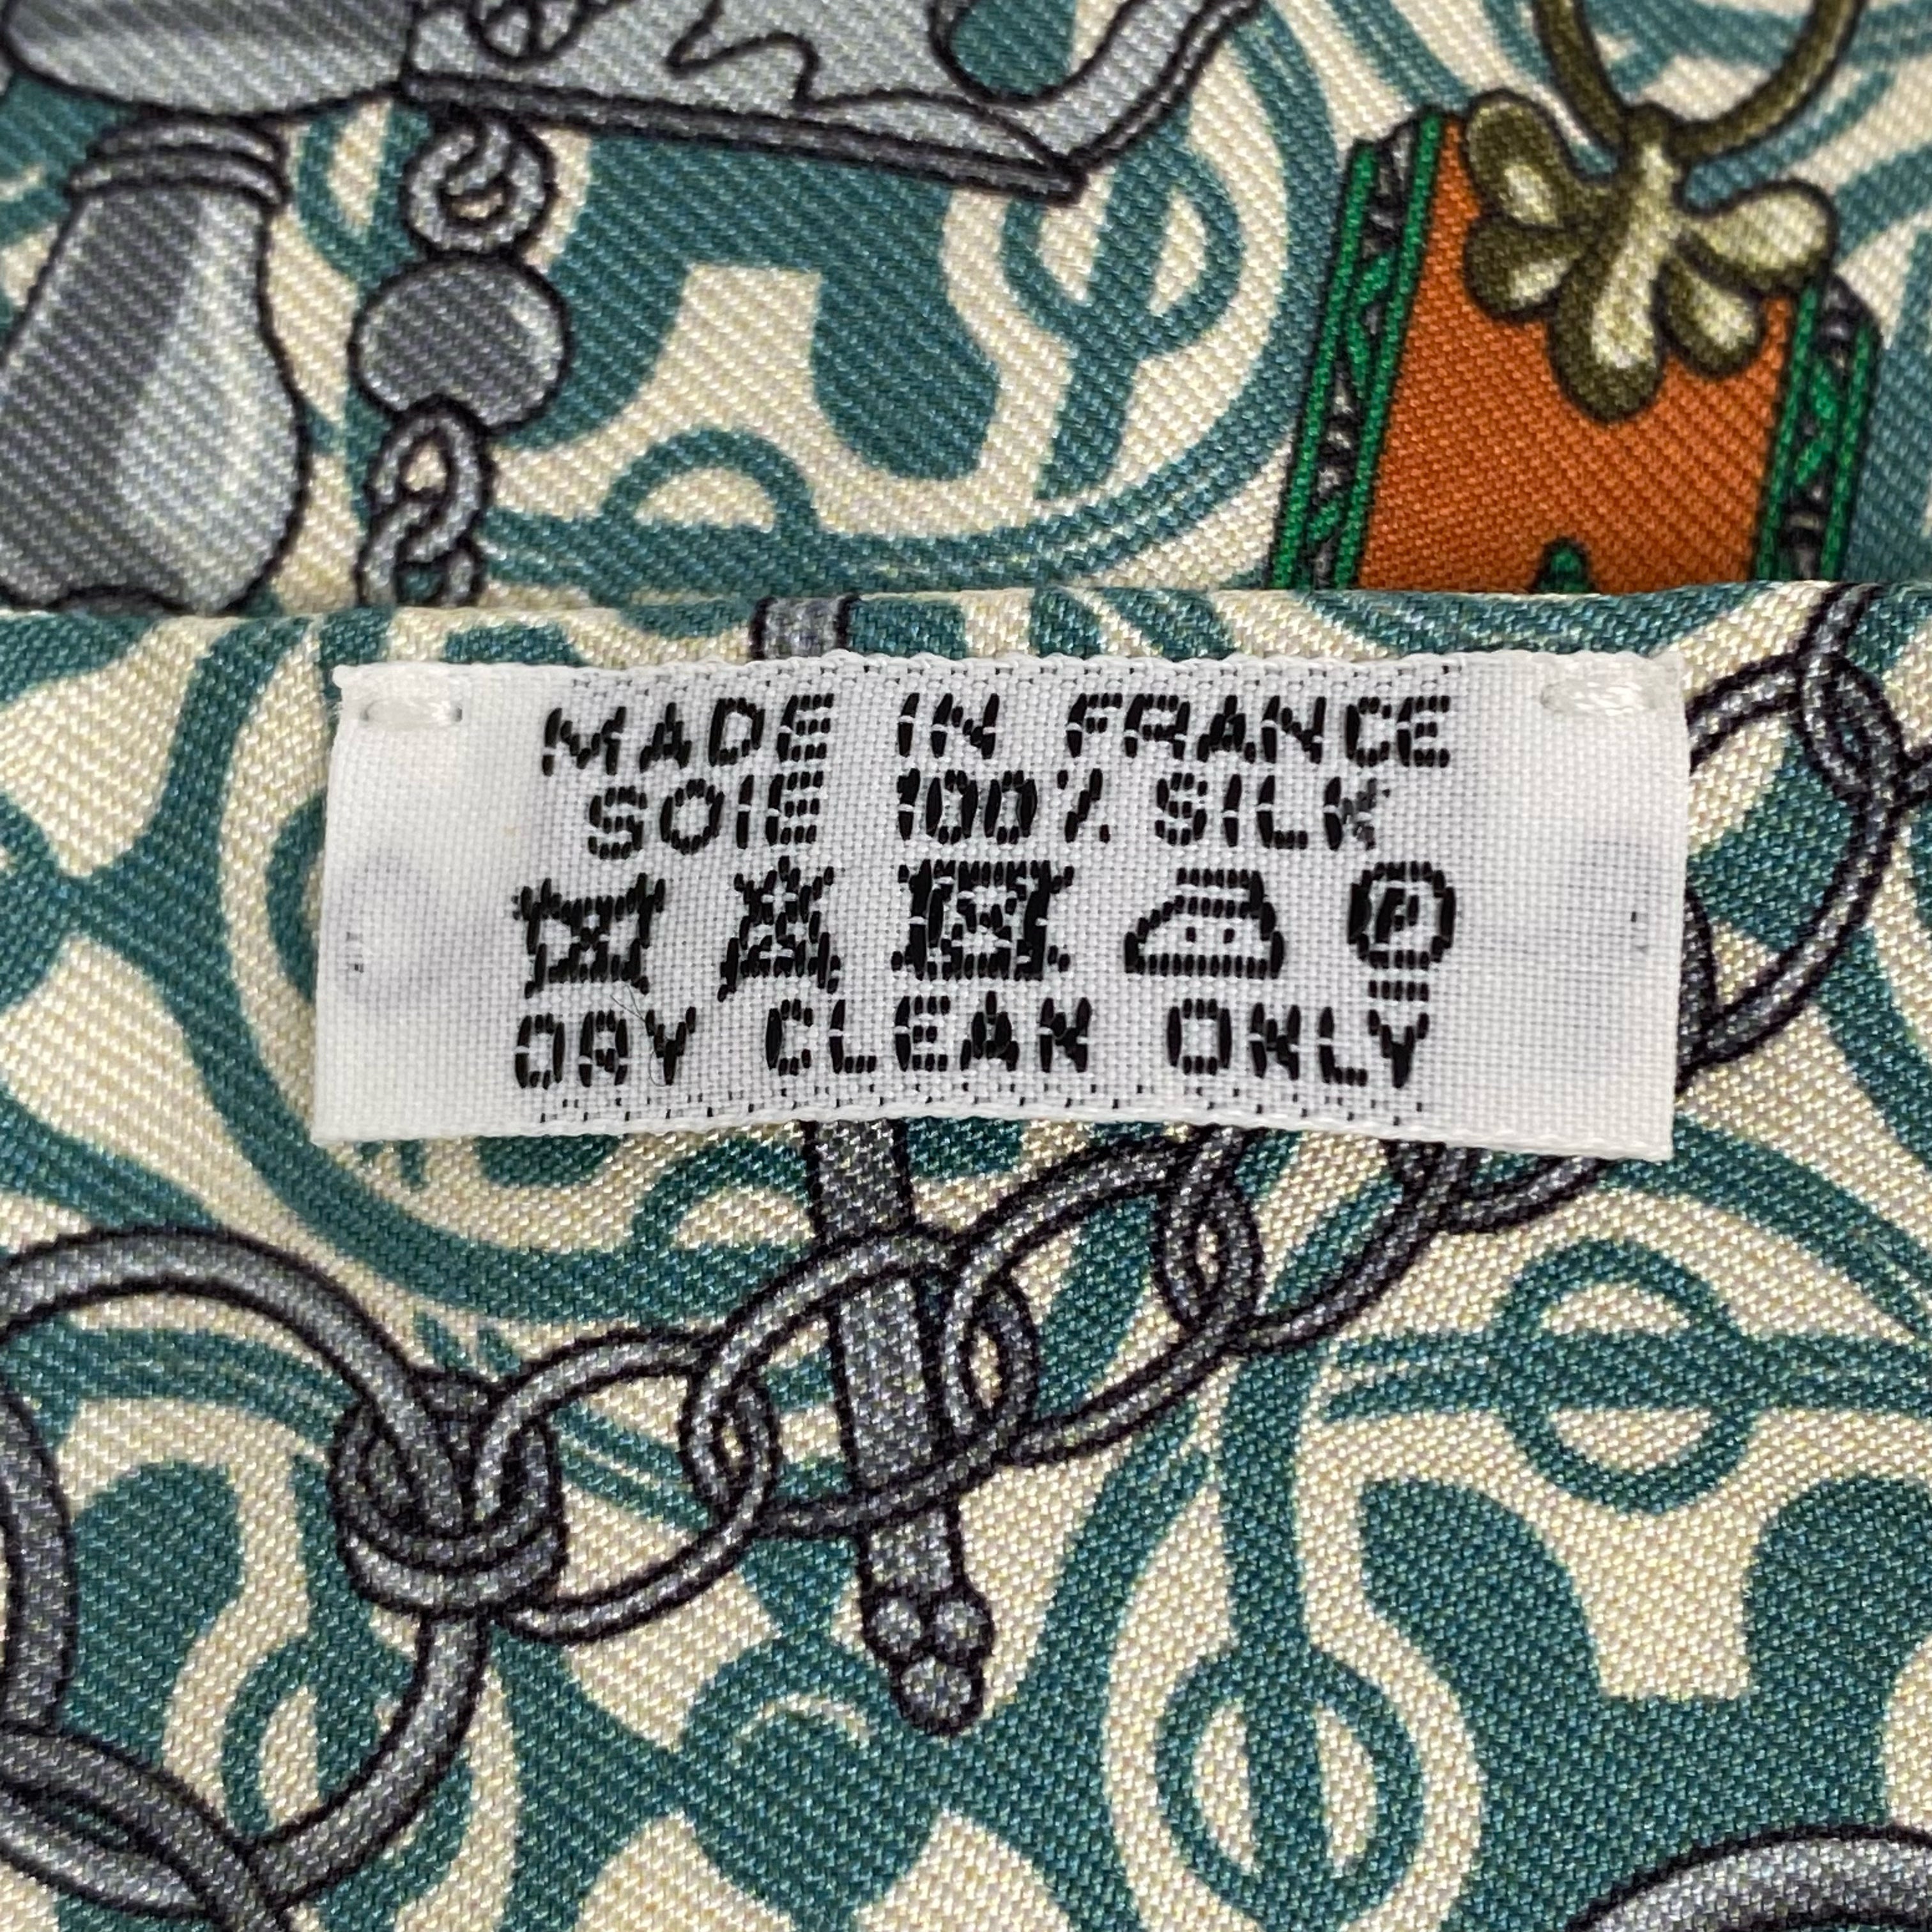 MADE IN FRANCE
SOIE 100% SILK
P
DRY CLEAN ONLY